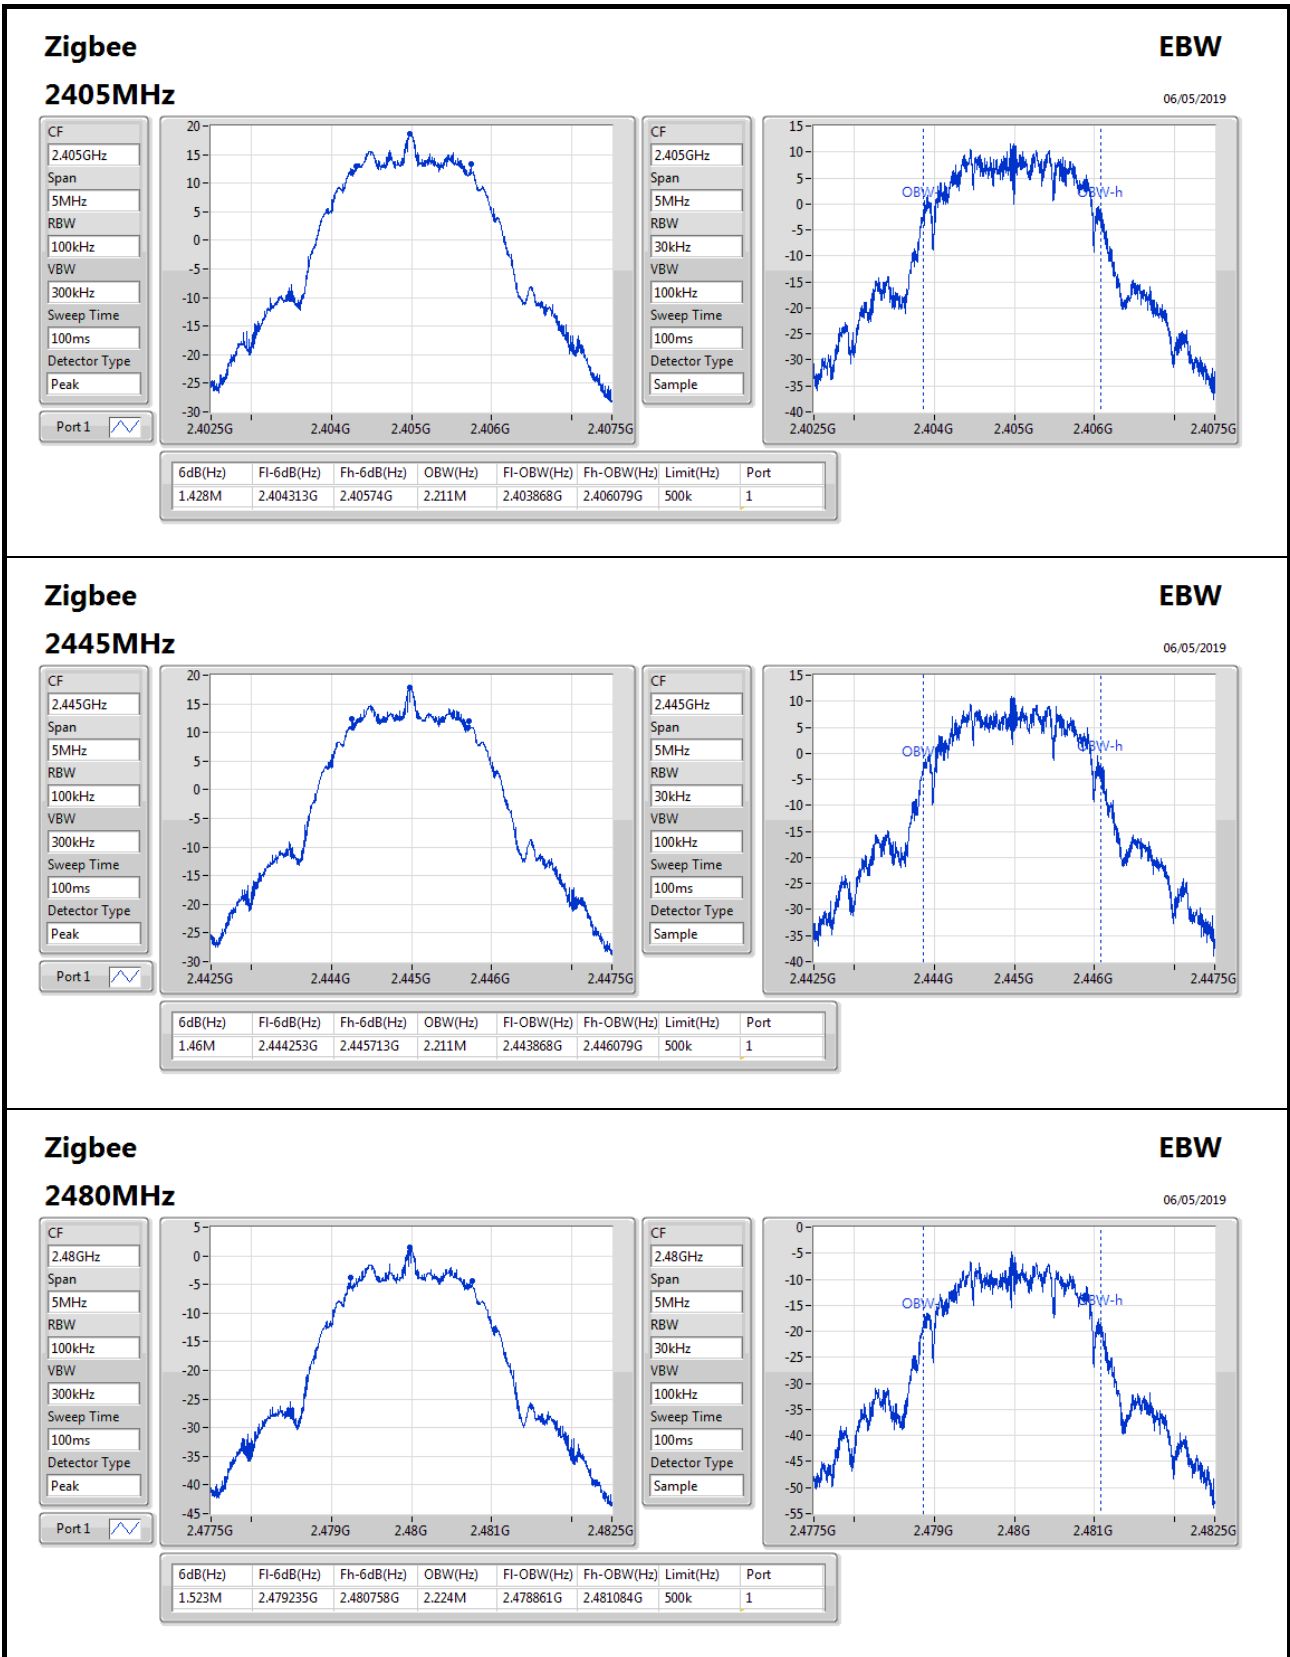 Zigbee EBW
2405MHz 06/05/2019
CF
2.405GHz
Span
5MHz
RBW
100kHz
VBW
300kHz
Sweep Time
100ms
Detector Type
Peak
Port 1
20
15
10
5
0
-5
-10
-15
-20
-25
-30
2.4025G 2.404G 2.405G 2.406G 2.4075G
CF
2.405GHz
Span
5MHz
RBW
30kHz
VBW
100kHz
Sweep Time
100ms
Detector Type
Sample
15
10
5
0
-5
-10
-15
-20
-25
-30
-35
-40
OBW OBW-h
2.4025G 2.404G 2.405G 2.406G 2.4075G
6dB(Hz) Fl-6dB(Hz) Fh-6dB(Hz) OBW(Hz) Fl-OBW(Hz) Fh-OBW(Hz) Limit(Hz) Port
1.428M 2.404313G 2.40574G 2.211M 2.403868G 2.406079G 500k 1
Zigbee EBW
2445MHz 06/05/2019
CF
2.445GHz
Span
5MHz
RBW
100kHz
VBW
300kHz
Sweep Time
100ms
Detector Type
Peak
Port 1
20
15
10
5
0
-5
-10
-15
-20
-25
-30
2.4425G 2.444G 2.445G 2.446G 2.4475G
CF
2.445GHz
Span
5MHz
RBW
30kHz
VBW
100kHz
Sweep Time
100ms
Detector Type
Sample
15
10
5
0
-5
-10
-15
-20
-25
-30
-35
-40
OBW OBW-h
2.4425G 2.444G 2.445G 2.446G 2.4475G
6dB(Hz) Fl-6dB(Hz) Fh-6dB(Hz) OBW(Hz) Fl-OBW(Hz) Fh-OBW(Hz) Limit(Hz) Port
1.46M 2.444253G 2.445713G 2.211M 2.443868G 2.446079G 500k 1
Zigbee EBW
2480MHz 06/05/2019
CF
2.48GHz
Span
5MHz
RBW
100kHz
VBW
300kHz
Sweep Time
100ms
Detector Type
Peak
Port 1
5
0
-5
-10
-15
-20
-25
-30
-35
-40
-45
2.4775G 2.479G 2.48G 2.481G 2.4825G
CF
2.48GHz
Span
5MHz
RBW
30kHz
VBW
100kHz
Sweep Time
100ms
Detector Type
Sample
0
-5
-10
-15
-20
-25
-30
-35
-40
-45
-50
-55
OBW OBW-h
2.4775G 2.479G 2.48G 2.481G 2.4825G
6dB(Hz) Fl-6dB(Hz) Fh-6dB(Hz) OBW(Hz) Fl-OBW(Hz) Fh-OBW(Hz) Limit(Hz) Port
1.523M 2.479235G 2.480758G 2.224M 2.478861G 2.481084G 500k 1